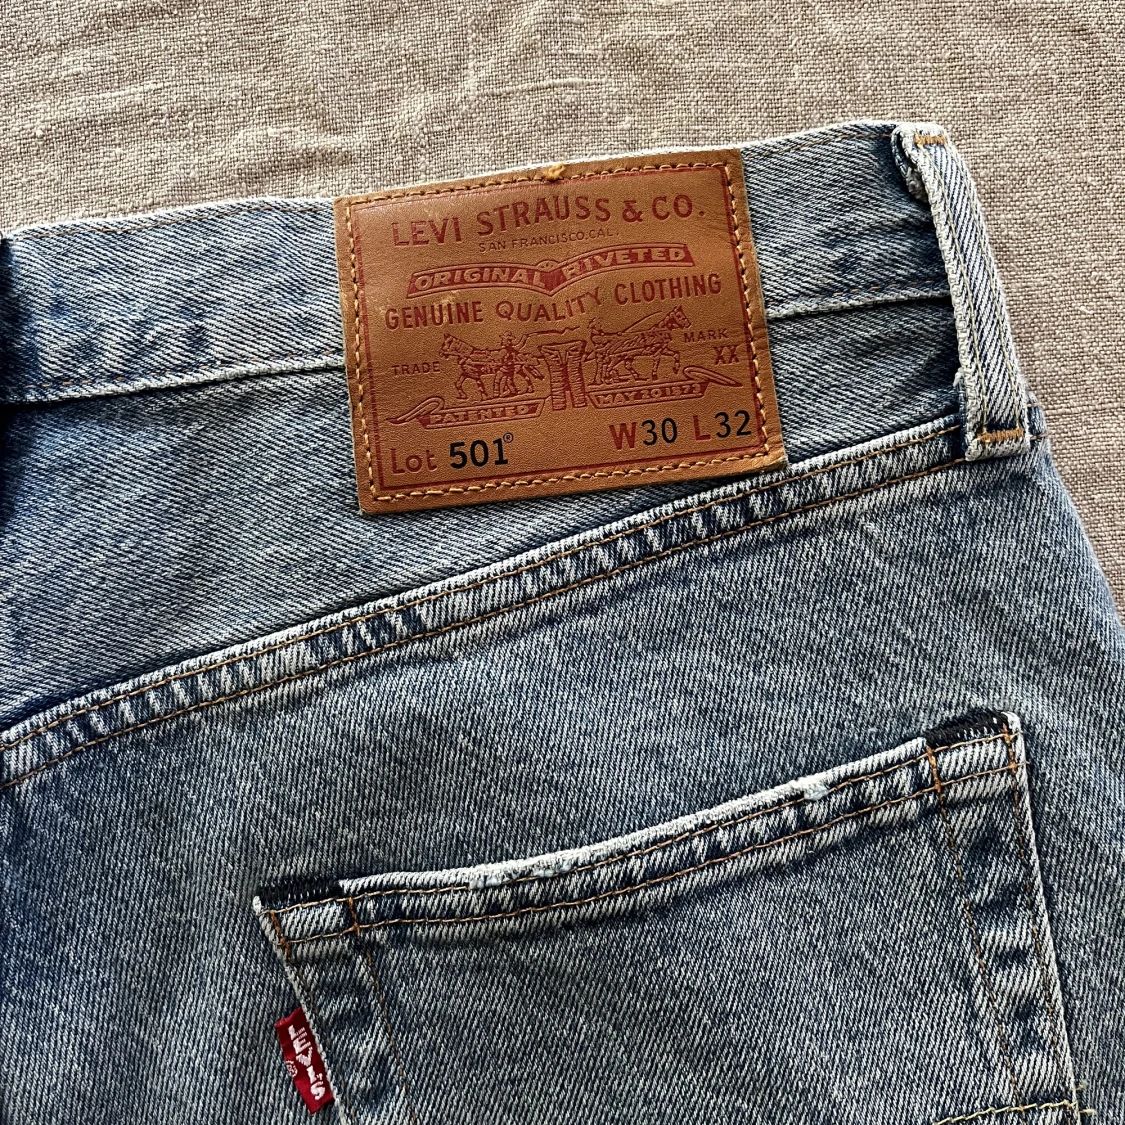 LEVI STRAUSS & CO.
SAN FRANCISCO, CAL.
ORIGINAL RIVETED
GENUINE QUALITY CLOTHING
TRADE MARK
XX
PATENTED MAY 20 1873
Lot 501® W30 L32
LEVI'S
®